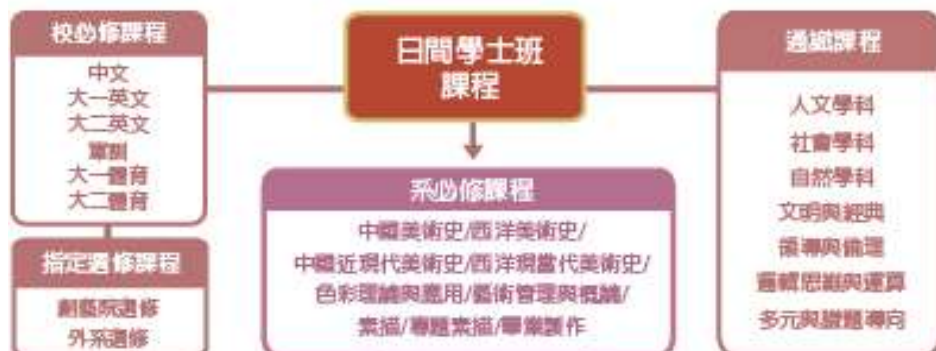 校必修課程
中文
大一英文
大二英文
軍訓
大一體育
大二體育
指定選修課程
創藝院選修
外系選修
日間學士班
課程
系必修課程
中國美術史/西洋美術史/
中國近現代美術史/西洋現當代美術史/
色彩理論與應用/藝術管理與概論/
素描/專題素描/畢業製作
通識課程
人文學科
社會學科
自然學科
文明與經典
領導與倫理
邏輯思維與運算
多元與議題導向